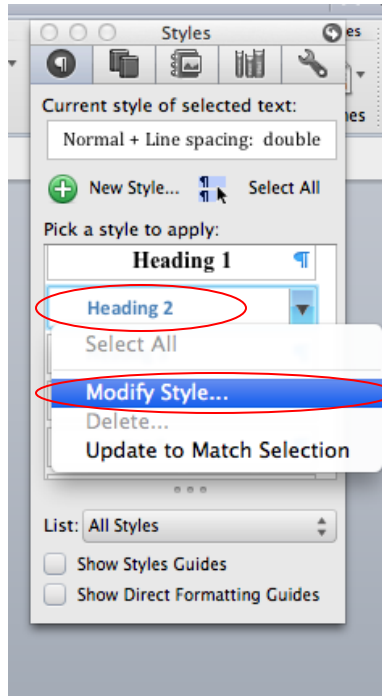 Styles
es
Current style of selected text:
Normal + Line spacing: double
New Style... Select All
Pick a style to apply:
Heading 1 ¶
Heading 2
Select All
Modify Style...
Delete...
Update to Match Selection
List: All Styles
Show Styles Guides
Show Direct Formatting Guides